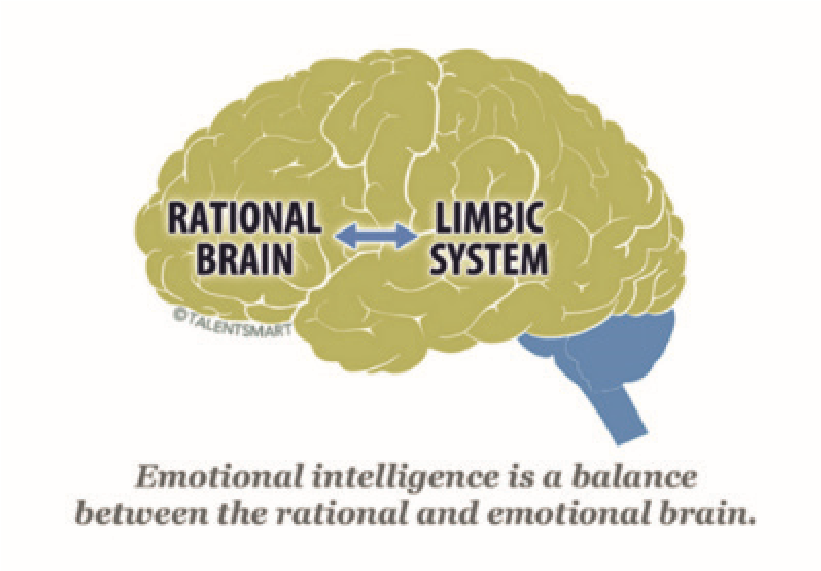 RATIONAL
BRAIN
LIMBIC
SYSTEM
©TALENTSMART
Emotional intelligence is a balance
between the rational and emotional brain.